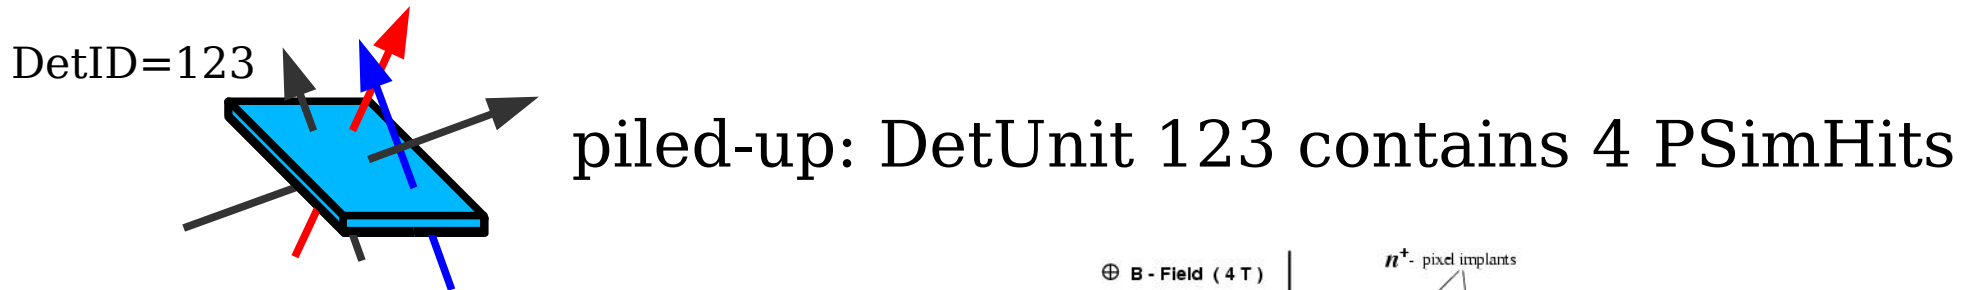 DetID=123
piled-up: DetUnit 123 contains 4 PSimHits
⊕ B - Field ( 4 T )
n⁺- pixel implants